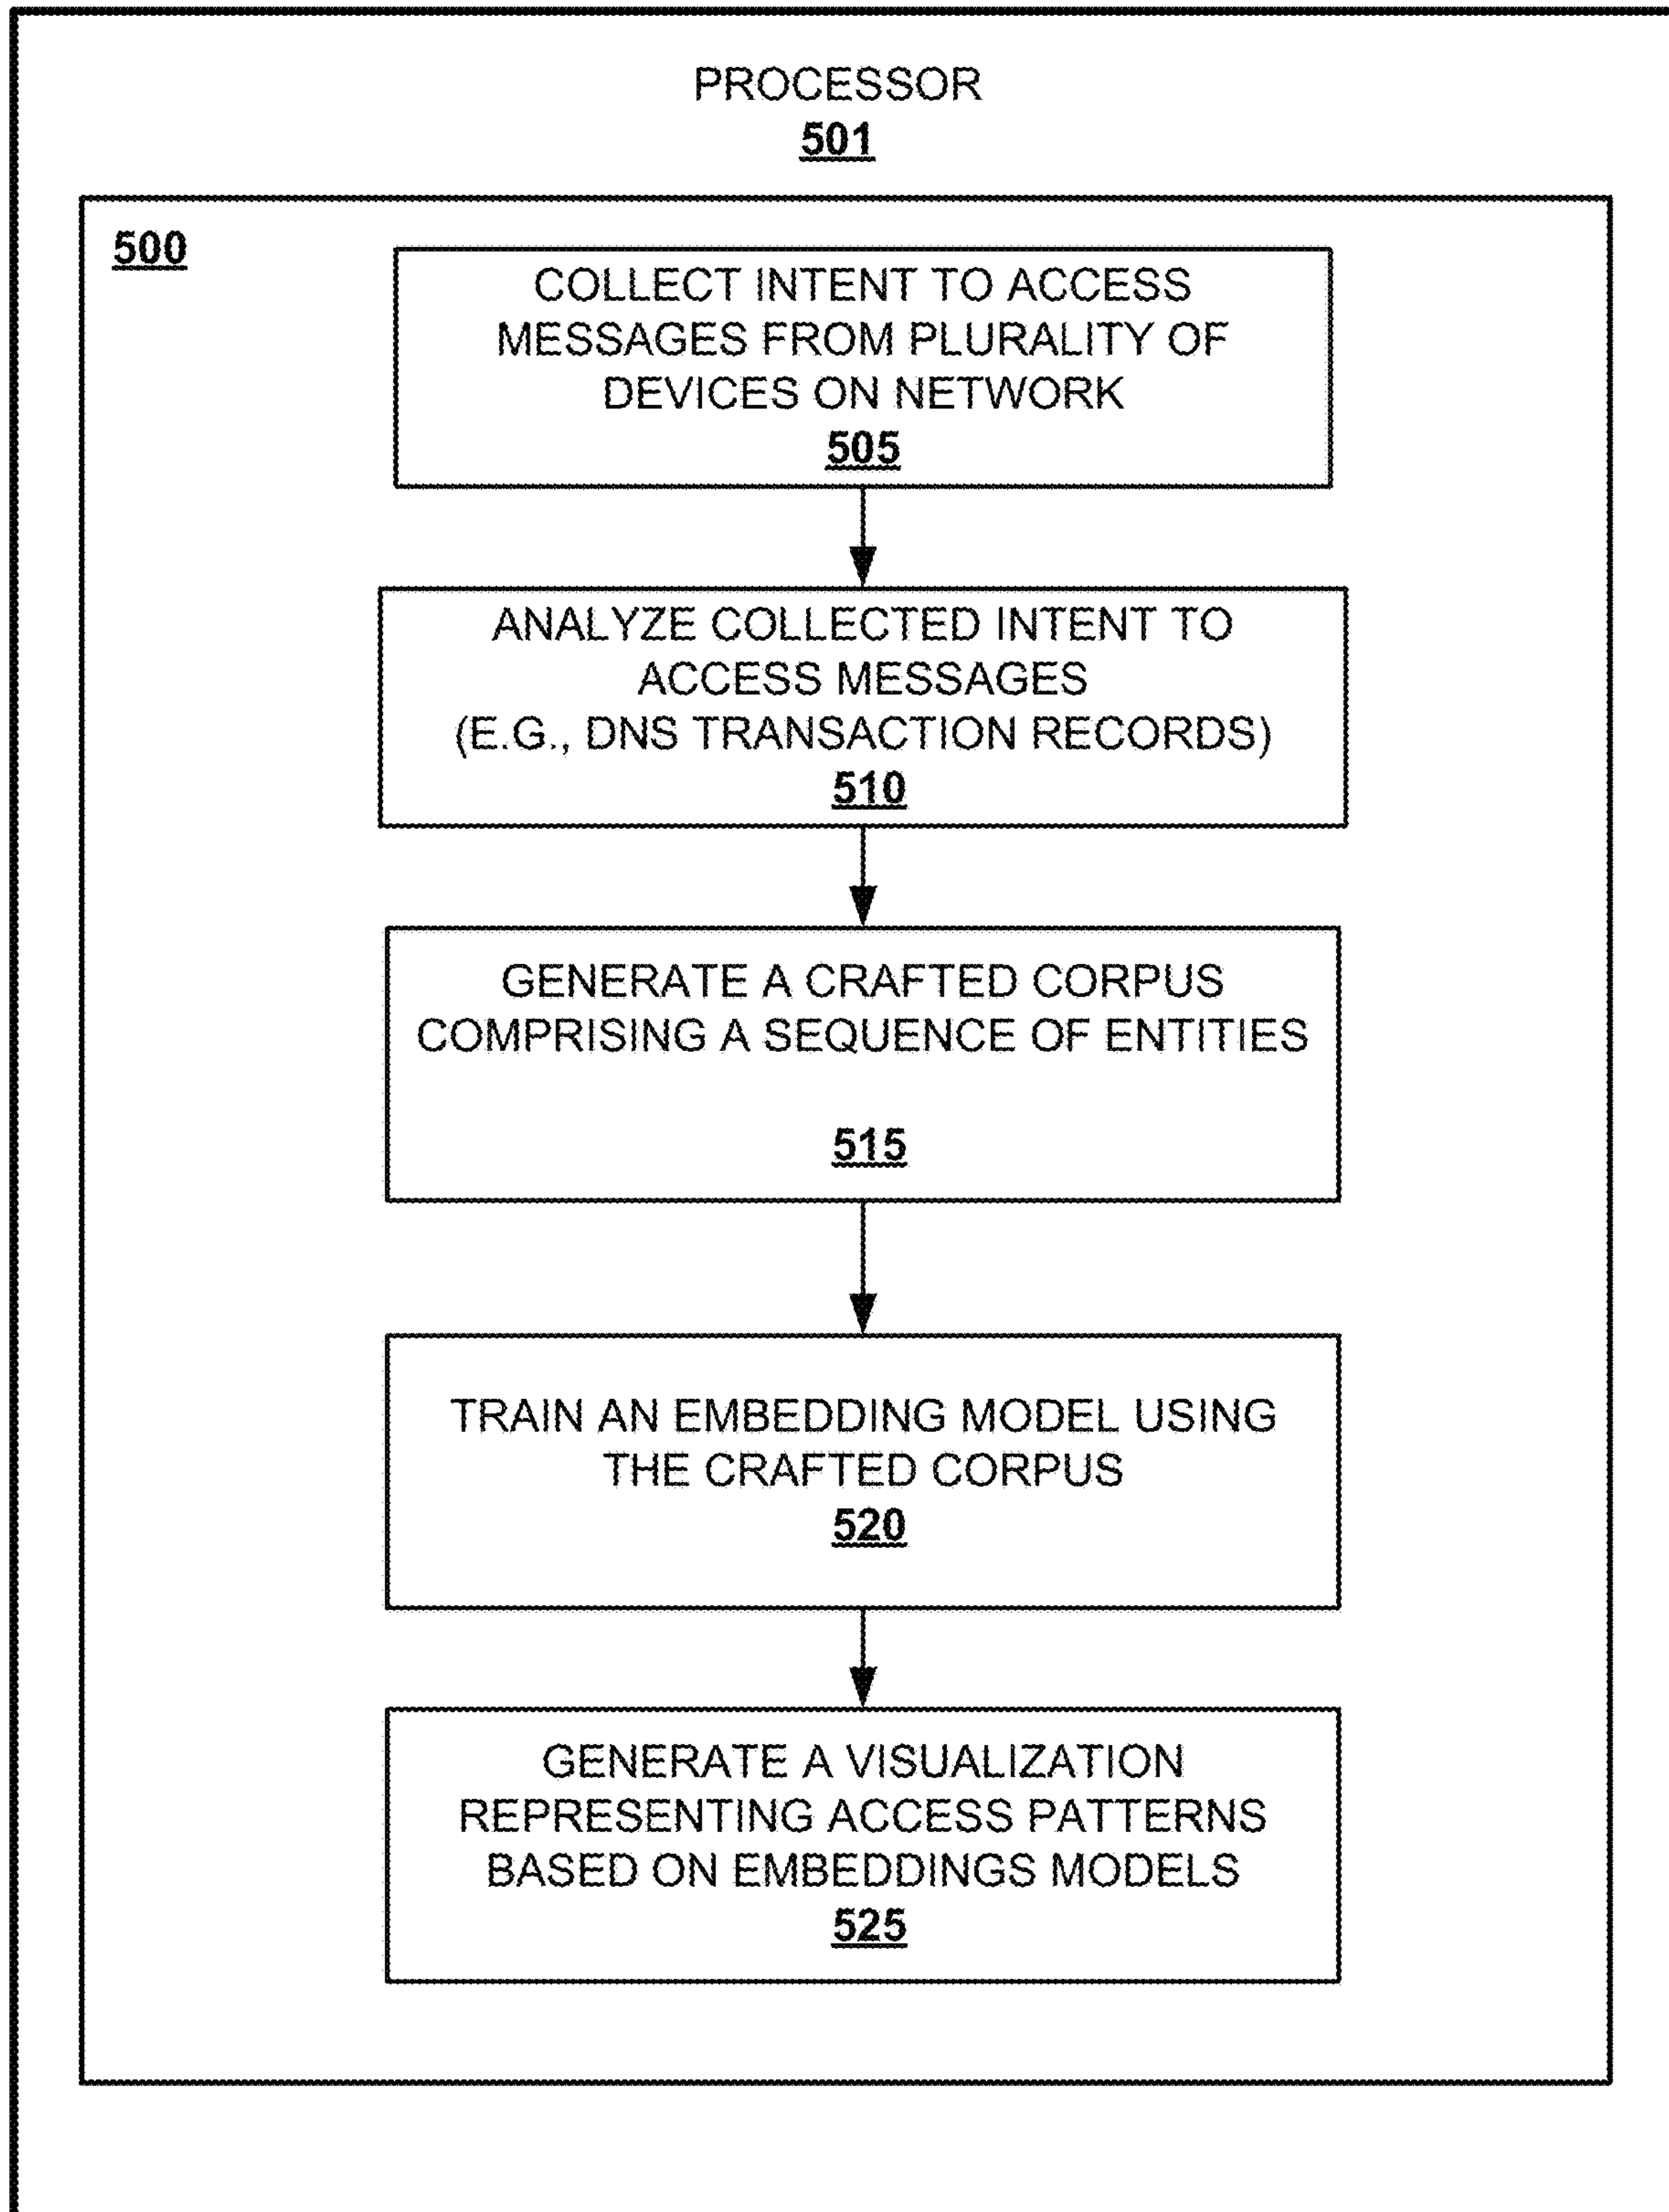 PROCESSOR
501
500
COLLECT INTENT TO ACCESS
MESSAGES FROM PLURALITY OF
DEVICES ON NETWORK
505
ANALYZE COLLECTED INTENT TO
ACCESS MESSAGES
(E.G., DNS TRANSACTION RECORDS)
510
GENERATE A CRAFTED CORPUS
COMPRISING A SEQUENCE OF ENTITIES
515
TRAIN AN EMBEDDING MODEL USING
THE CRAFTED CORPUS
520
GENERATE A VISUALIZATION
REPRESENTING ACCESS PATTERNS
BASED ON EMBEDDINGS MODELS
525